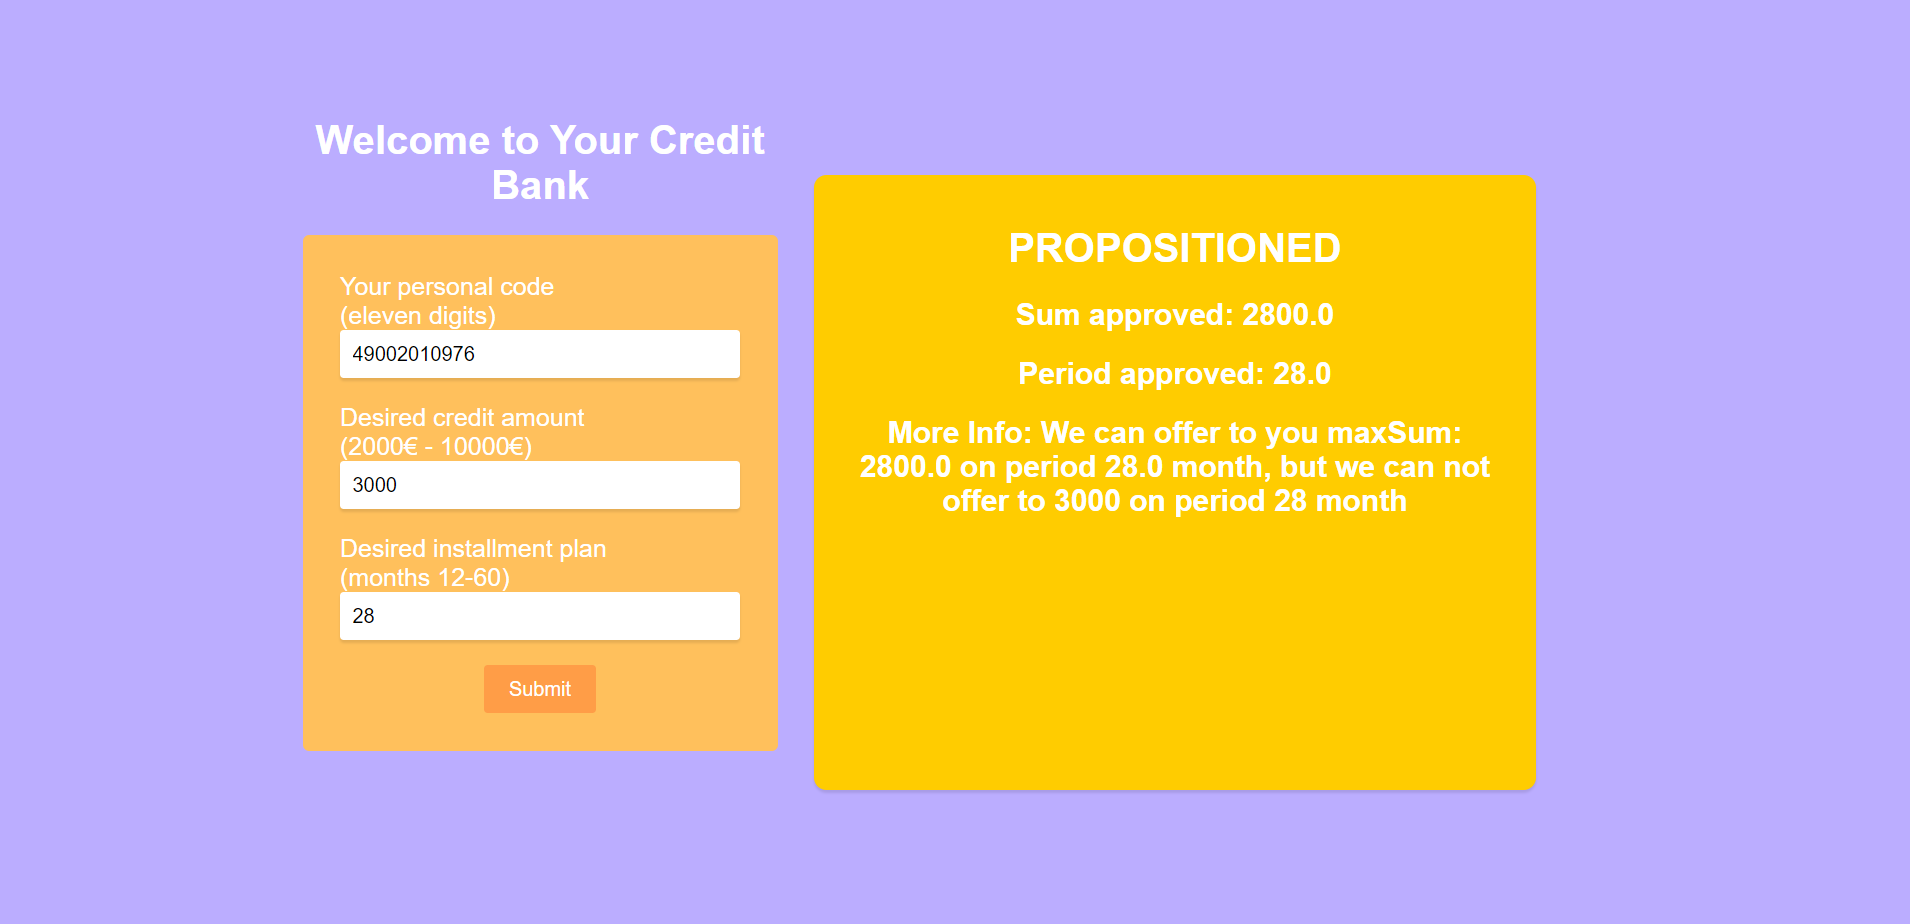 Welcome to Your Credit
Bank
Your personal code
(eleven digits)
49002010976
Desired credit amount
(2000€ - 10000€)
3000
Desired installment plan
(months 12-60)
28
Submit
PROPOSITIONED
Sum approved: 2800.0
Period approved: 28.0
More Info: We can offer to you maxSum:
2800.0 on period 28.0 month, but we can not
offer to 3000 on period 28 month